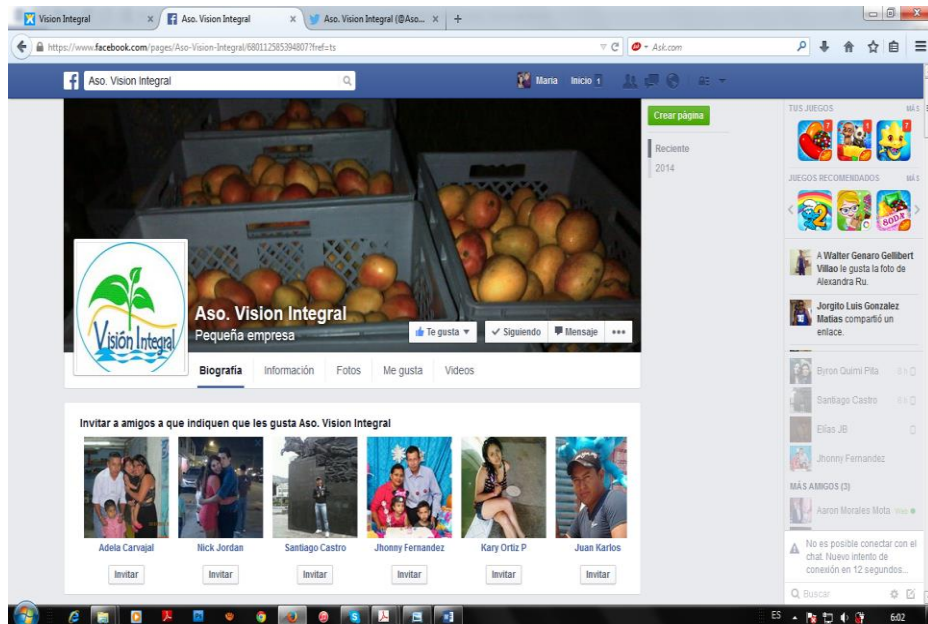 Vision Integral
Aso. Vision Integral
Aso. Vision Integral (@Aso...
https://www.facebook.com/pages/Aso-Vision-Integral/680112585394807?fref=ts
Ask.com
Aso. Vision Integral
Maria
Inicio 1
Crear página
Reciente
2014
Visión Integral
Aso. Vision Integral
Pequeña empresa
Te gusta
Siguiendo
Mensaje
Biografía
Información
Fotos
Me gusta
Videos
Invitar a amigos a que indiquen que les gusta Aso. Vision Integral
Adela Carvajal
Nick Jordan
Santiago Castro
Jhonny Fernandez
Kary Ortiz P
Juan Karlos
Invitar
Invitar
Invitar
Invitar
Invitar
Invitar
TUS JUEGOS
MÁS
JUEGOS RECOMENDADOS
MÁS
SODA
A Walter Genaro Gellibert
Villao le gusta la foto de
Alexandra Ru.
Jorgito Luis Gonzalez
Matias compartió un
enlace.
Byron Quimi Pita
Santiago Castro
Elías JB
Jhonny Fernandez
MÁS AMIGOS (3)
Aaron Morales Mota
No es posible conectar con el
chat. Nuevo intento de
conexión en 12 segundos...
Buscar
ES
6:02